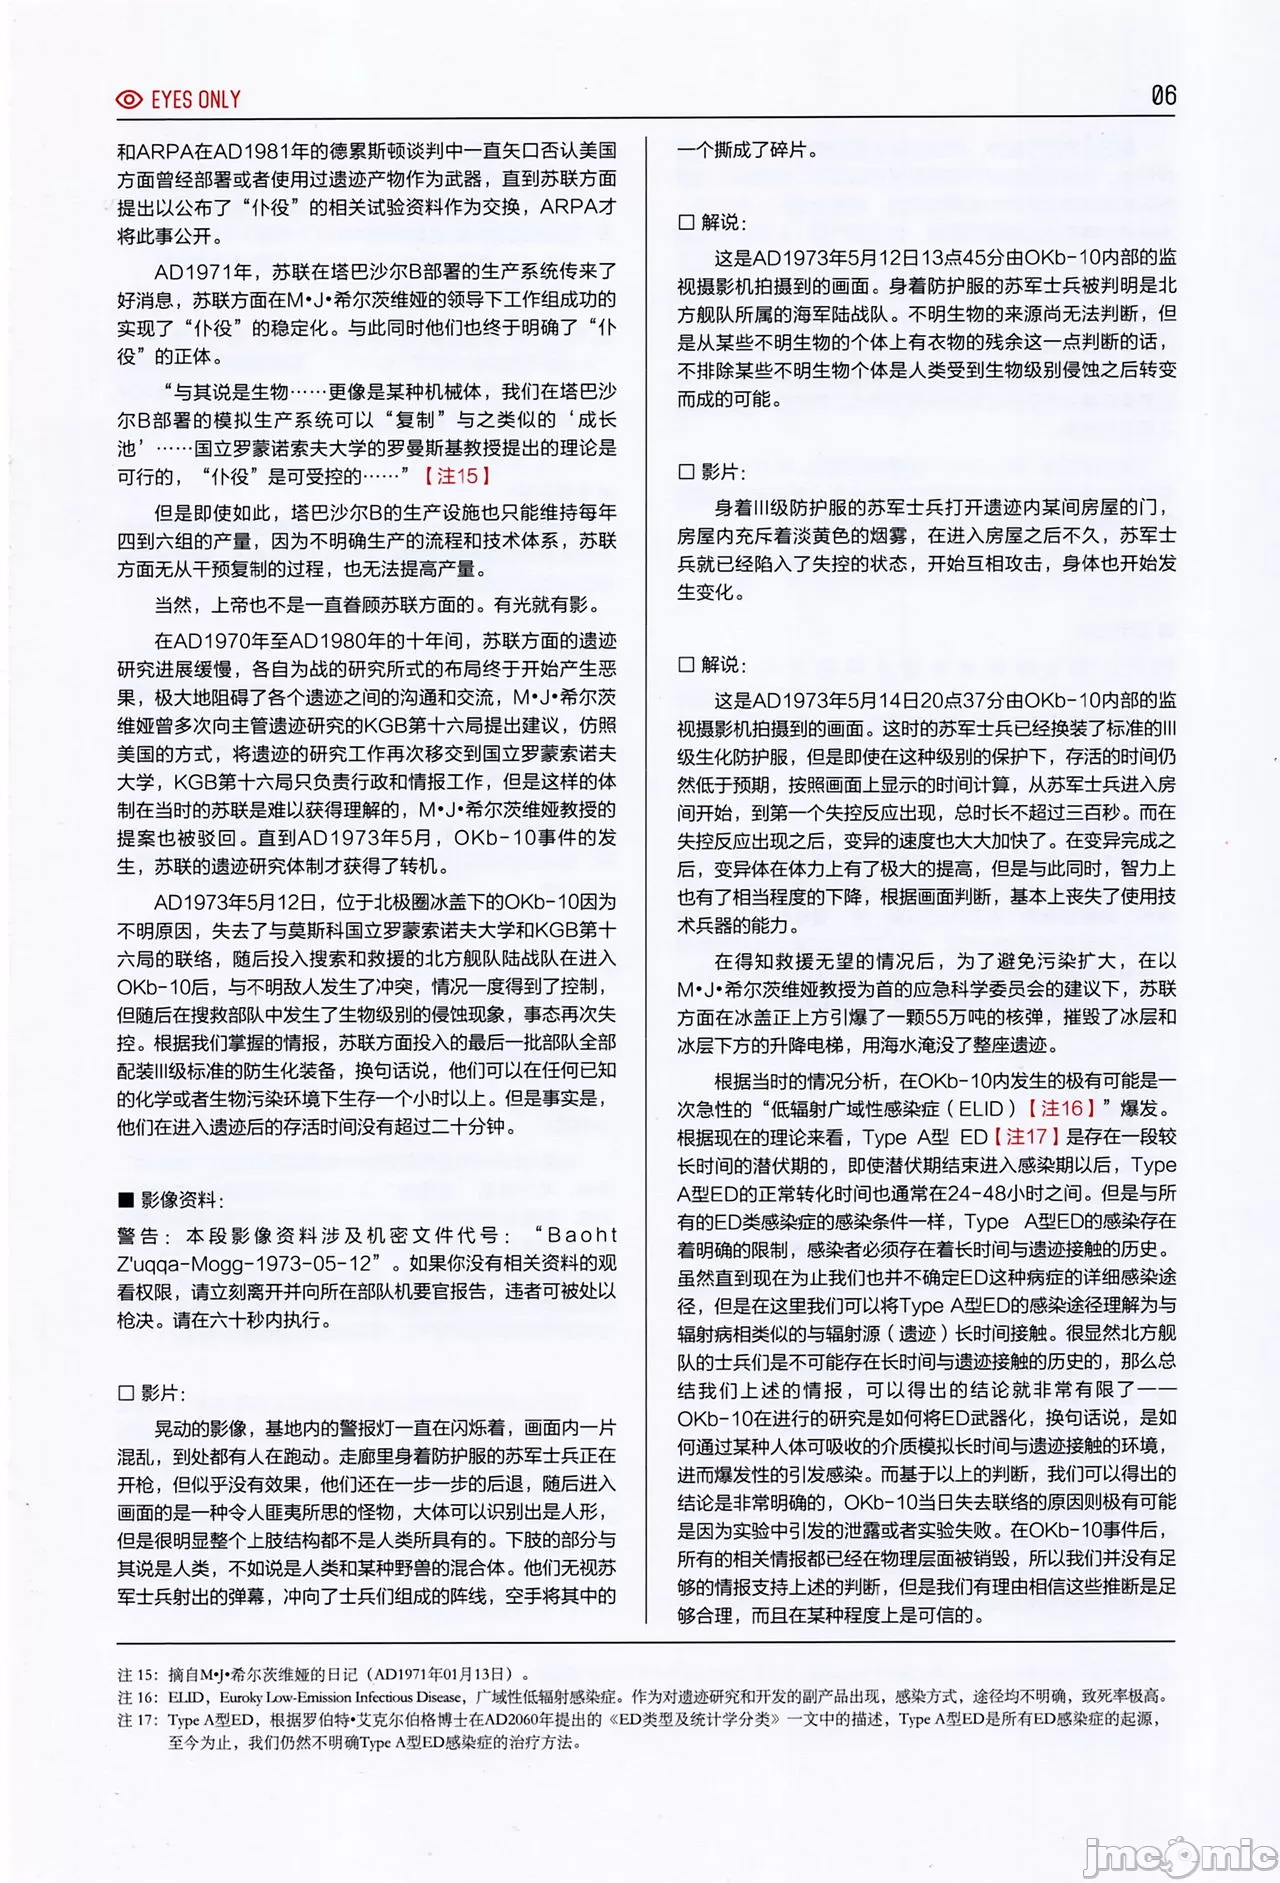 EYES ONLY
06
和ARPA在AD1981年的德累斯顿谈判中一直矢口否认美国
方面曾经部署或者使用过遗迹产物作为武器，直到苏联方面
提出以公布了“仆役”的相关试验资料作为交换，ARPA才
将此事公开。
AD1971年，苏联在塔巴沙尔B部署的生产系统传来了
好消息，苏联方面在M•J•希尔茨维娅的领导下工作组成功的
实现了“仆役”的稳定化。与此同时他们也终于明确了“仆
役”的正体。
“与其说是生物……更像是某种机械体，我们在塔巴沙
尔B部署的模拟生产系统可以“复制”与之类似的‘成长
池’……国立罗蒙诺索夫大学的罗曼斯基教授提出的理论是
可行的，“仆役”是可受控的……”【注15】
但是即使如此，塔巴沙尔B的生产设施也只能维持每年
四到六组的产量，因为不明确生产的流程和技术体系，苏联
方面无从干预复制的过程，也无法提高产量。
当然，上帝也不是一直眷顾苏联方面的。有光就有影。
在AD1970年至AD1980年的十年间，苏联方面的遗迹
研究进展缓慢，各自为战的研究所式的布局终于开始产生恶
果，极大地阻碍了各个遗迹之间的沟通和交流，M•J•希尔茨
维娅曾多次向主管遗迹研究的KGB第十六局提出建议，仿照
美国的方式，将遗迹的研究工作再次移交到国立罗蒙索诺夫
大学，KGB第十六局只负责行政和情报工作，但是这样的体
制在当时的苏联是难以获得理解的，M•J•希尔茨维娅教授的
提案也被驳回。直到AD1973年5月，OKb-10事件的发
生，苏联的遗迹研究体制才获得了转机。
AD1973年5月12日，位于北极圈冰盖下的OKb-10因为
不明原因，失去了与莫斯科国立罗蒙索诺夫大学和KGB第十
六局的联络，随后投入搜索和救援的北方舰队陆战队在进入
OKb-10后，与不明敌人发生了冲突，情况一度得到了控制，
但随后在搜救部队中发生了生物级别的侵蚀现象，事态再次失
控。根据我们掌握的情报，苏联方面投入的最后一批部队全部
配装III级标准的防生化装备，换句话说，他们可以在任何已知
的化学或者生物污染环境下生存一个小时以上。但是事实是，
他们在进入遗迹后的存活时间没有超过二十分钟。
■ 影像资料：
警告：本段影像资料涉及机密文件代号：“Baoht
Z'uqqa-Mogg-1973-05-12”。如果你没有相关资料的观
看权限，请立刻离开并向所在部队机要官报告，违者可被处以
枪决。请在六十秒内执行。
□ 影片：
晃动的影像，基地内的警报灯一直在闪烁着，画面内一片
混乱，到处都有人在跑动。走廊里身着防护服的苏军士兵正在
开枪，但似乎没有效果，他们还在一步一步的后退，随后进入
画面的是一种令人匪夷所思的怪物，大体可以识别出是人形，
但是很明显整个上肢结构都不是人类所具有的。下肢的部分与
其说是人类，不如说是人类和某种野兽的混合体。他们无视苏
军士兵射出的弹幕，冲向了士兵们组成的阵线，空手将其中的
一个撕成了碎片。
□ 解说：
这是AD1973年5月12日13点45分由OKb-10内部的监
视摄影机拍摄到的画面。身着防护服的苏军士兵被判明是北
方舰队所属的海军陆战队。不明生物的来源尚无法判断，但
是从某些不明生物的个体上有衣物的残余这一点判断的话，
不排除某些不明生物个体是人类受到生物级别侵蚀之后转变
而成的可能。
□ 影片：
身着III级防护服的苏军士兵打开遗迹内某间房屋的门，
房屋内充斥着淡黄色的烟雾，在进入房屋之后不久，苏军士
兵就已经陷入了失控的状态，开始互相攻击，身体也开始发
生变化。
□ 解说：
这是AD1973年5月14日20点37分由OKb-10内部的监
视摄影机拍摄到的画面。这时的苏军士兵已经换装了标准的III
级生化防护服，但是即使在这种级别的保护下，存活的时间仍
然低于预期，按照画面上显示的时间计算，从苏军士兵进入房
间开始，到第一个失控反应出现，总时长不超过三百秒。而在
失控反应出现之后，变异的速度也大大加快了。在变异完成之
后，变异体在体力上有了极大的提高，但是与此同时，智力上
也有了相当程度的下降，根据画面判断，基本上丧失了使用技
术兵器的能力。
在得知救援无望的情况后，为了避免污染扩大，在以
M•J•希尔茨维娅教授为首的应急科学委员会的建议下，苏联
方面在冰盖正上方引爆了一颗55万吨的核弹，摧毁了冰层和
冰层下方的升降电梯，用海水淹没了整座遗迹。
根据当时的情况分析，在OKb-10内发生的极有可能是一
次急性的“低辐射广域性感染症（ELID）【注16】”爆发。
根据现在的理论来看，Type A型 ED【注17】是存在一段较
长时间的潜伏期的，即使潜伏期结束进入感染期以后，Type
A型ED的正常转化时间也通常在24-48小时之间。但是与所
有的ED类感染症的感染条件一样，Type A型ED的感染存在
着明确的限制，感染者必须存在着长时间与遗迹接触的历史。
虽然直到现在为止我们也并不确定ED这种病症的详细感染途
径，但是在这里我们可以将Type A型ED的感染途径理解为与
辐射病相类似的与辐射源（遗迹）长时间接触。很显然北方舰
队的士兵们是不可能存在长时间与遗迹接触的历史的，那么总
结我们上述的情报，可以得出的结论就非常有限了——
OKb-10在进行的研究是如何将ED武器化，换句话说，是如
何通过某种人体可吸收的介质模拟长时间与遗迹接触的环境，
进而爆发性的引发感染。而基于以上的判断，我们可以得出的
结论是非常明确的，OKb-10当日失去联络的原因则极有可能
是因为实验中引发的泄露或者实验失败。在OKb-10事件后，
所有的相关情报都已经在物理层面被销毁，所以我们并没有足
够的情报支持上述的判断，但是我们有理由相信这些推断是足
够合理，而且在某种程度上是可信的。
注 15：摘自M•J•希尔茨维娅的日记（AD1971年01月13日）。
注 16：ELID，Euroky Low-Emission Infectious Disease，广域性低辐射感染症。作为对遗迹研究和开发的副产品出现，感染方式，途径均不明确，致死率极高。
注 17：Type A型ED，根据罗伯特•艾克尔伯格博士在AD2060年提出的《ED类型及统计学分类》一文中的描述，Type A型ED是所有ED感染症的起源，
至今为止，我们仍然不明确Type A型ED感染症的治疗方法。
jmcomic